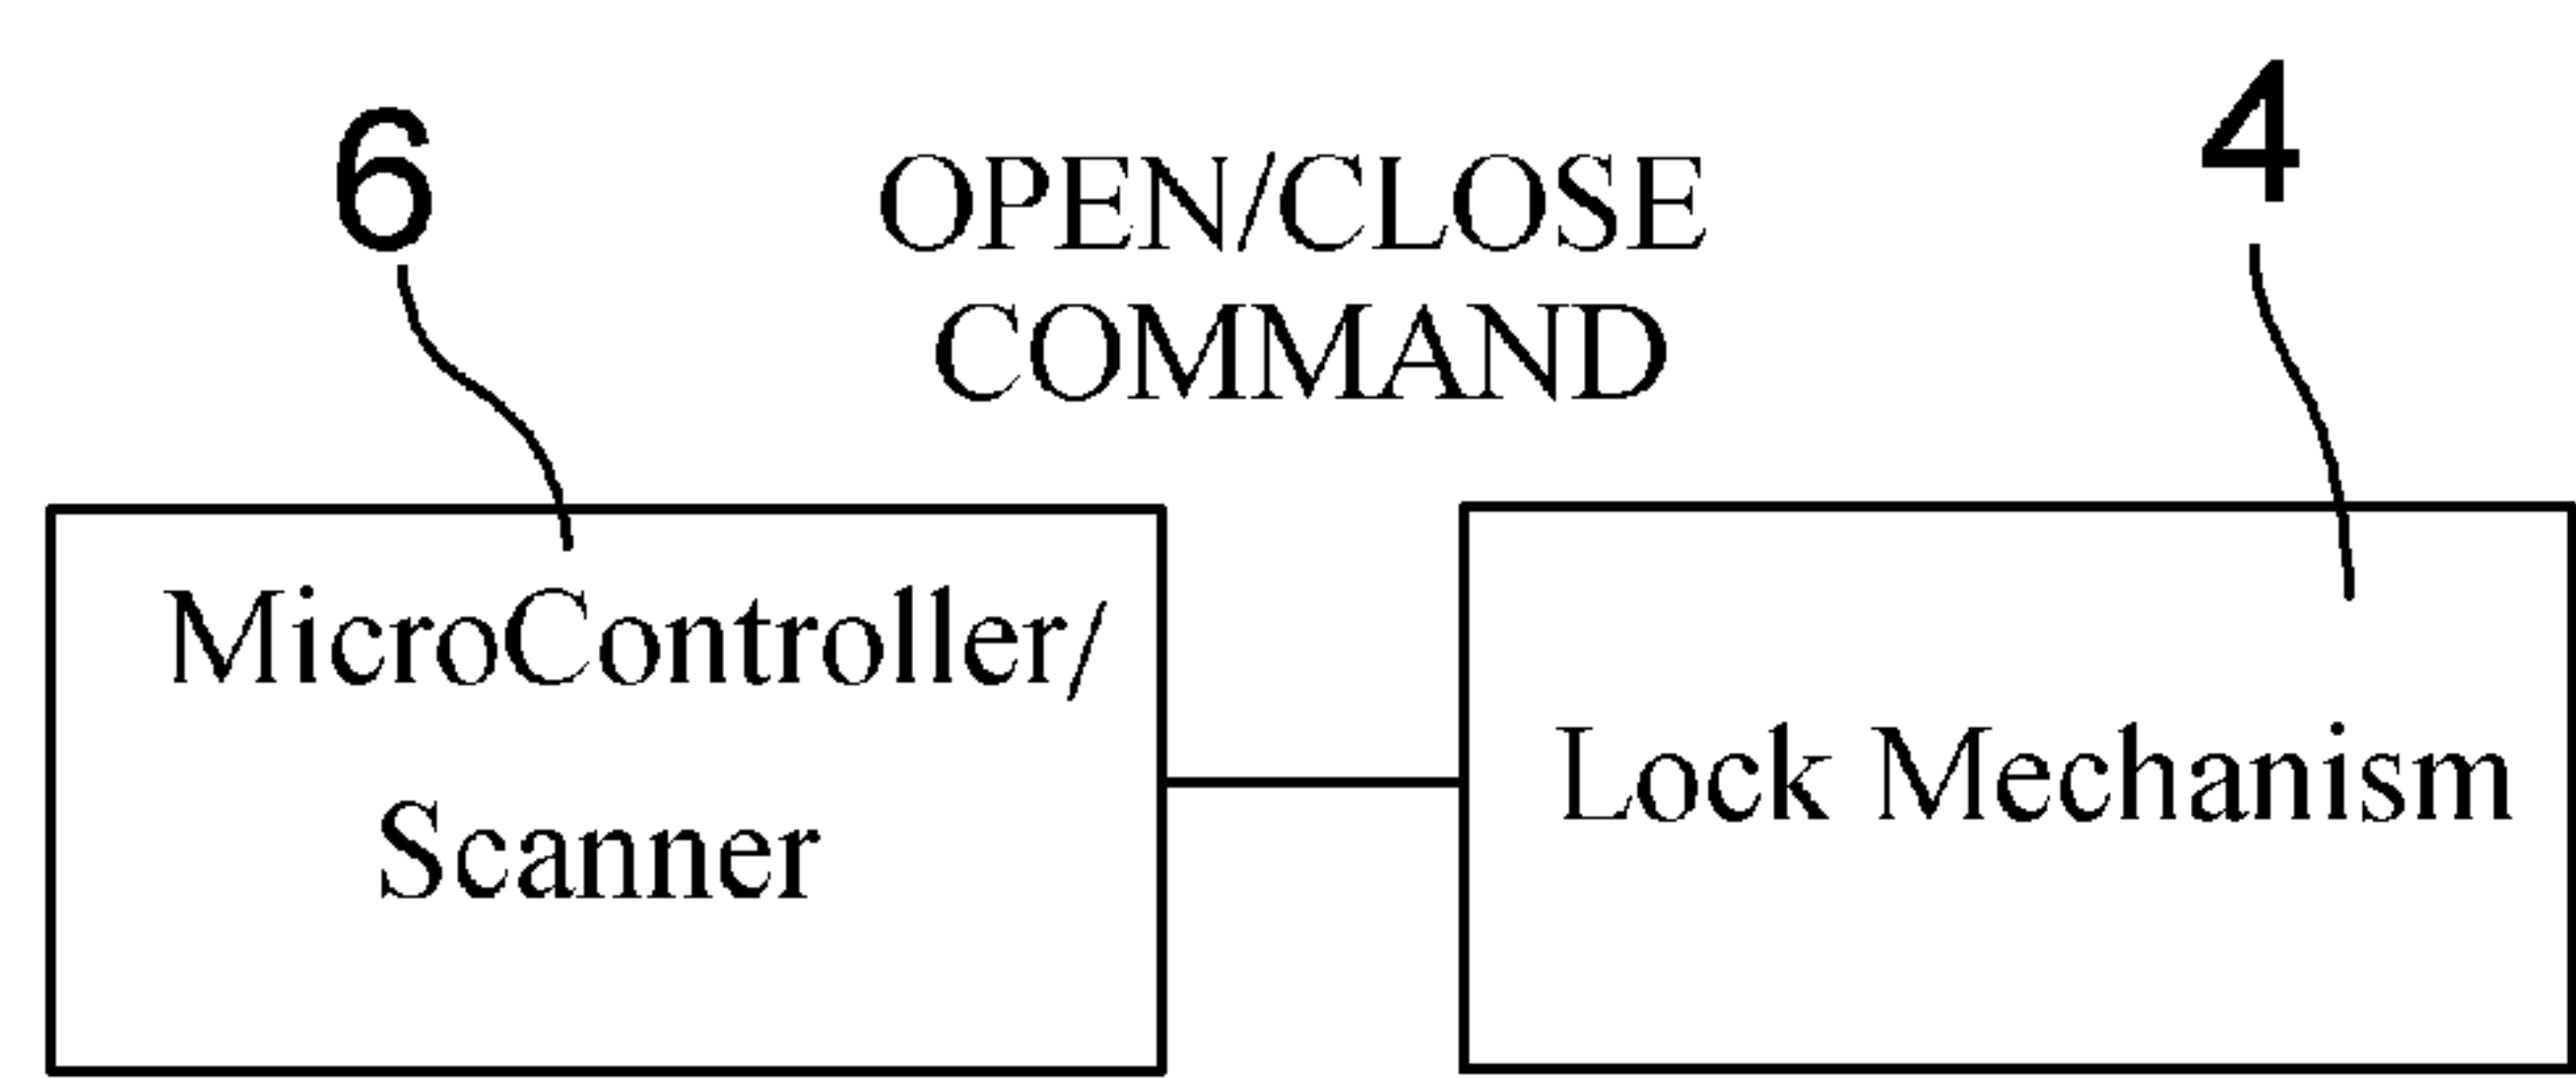 6
4
OPEN/CLOSE
COMMAND
MicroController/
Scanner
Lock Mechanism